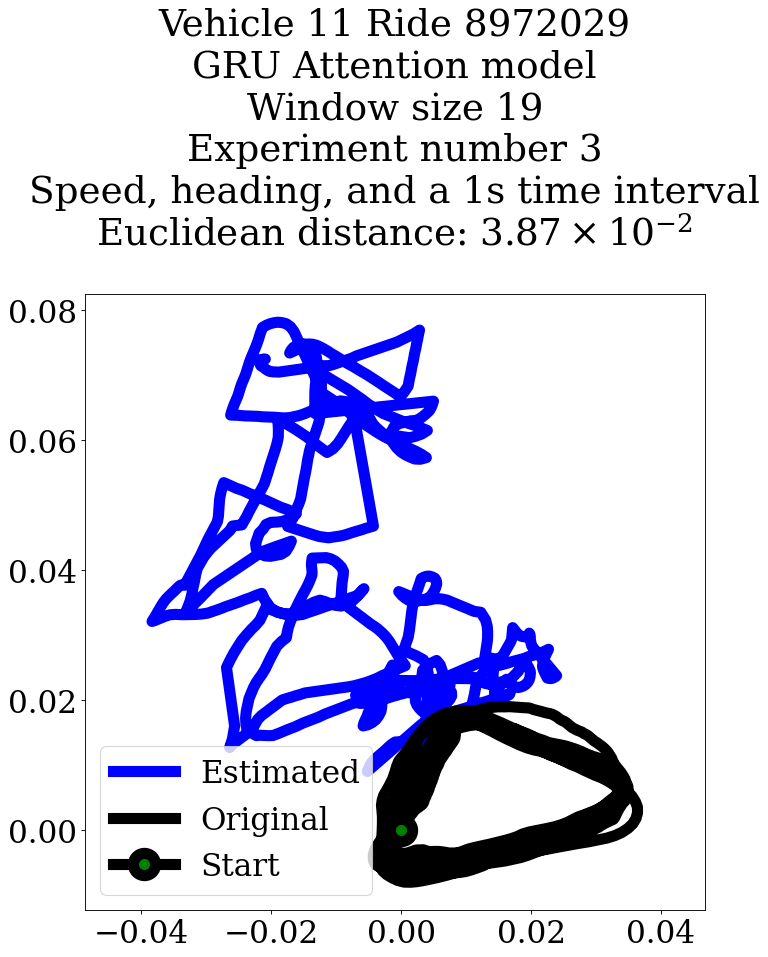 Vehicle 11 Ride 8972029
GRU Attention model
Window size 19
Experiment number 3
Speed, heading, and a 1s time interval
Euclidean distance: 3.87 × 10⁻²
0.08
0.06
0.04
0.02
0.00
Estimated
Original
Start
−0.04 −0.02 0.00 0.02 0.04